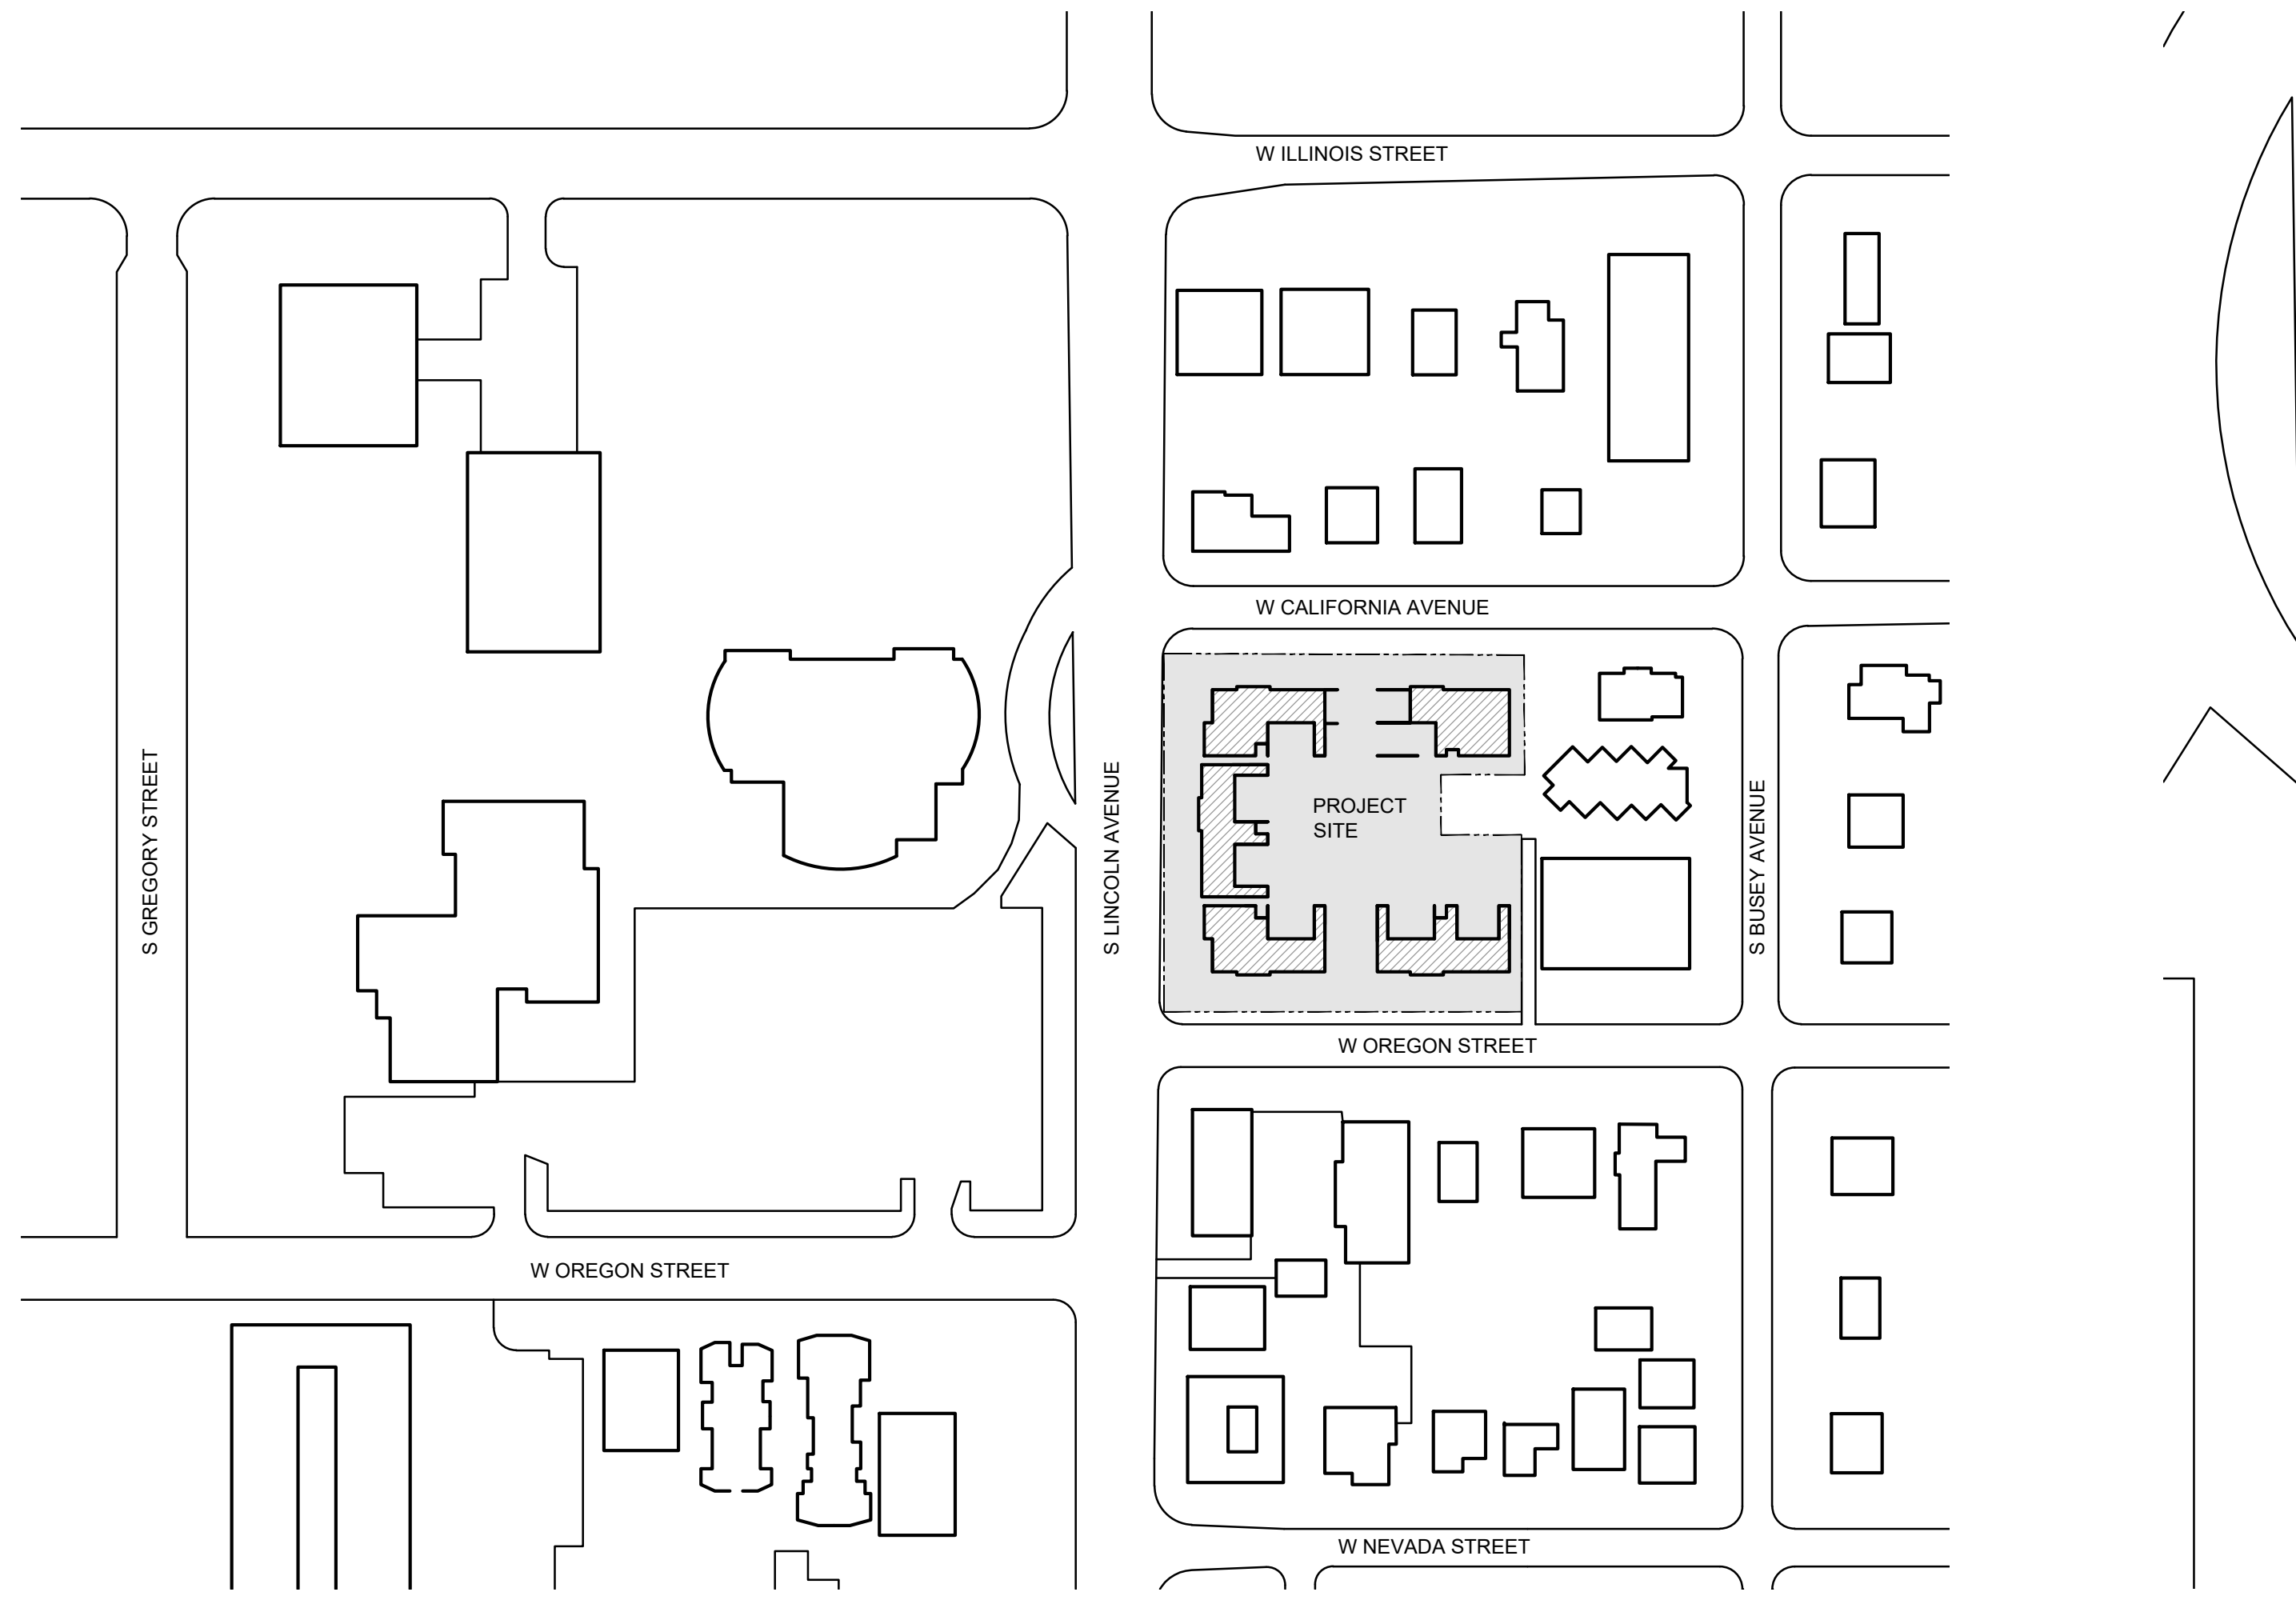 W ILLINOIS STREET
W CALIFORNIA AVENUE
S GREGORY STREET
S LINCOLN AVENUE
PROJECT
SITE
S BUSEY AVENUE
W OREGON STREET
W OREGON STREET
W NEVADA STREET